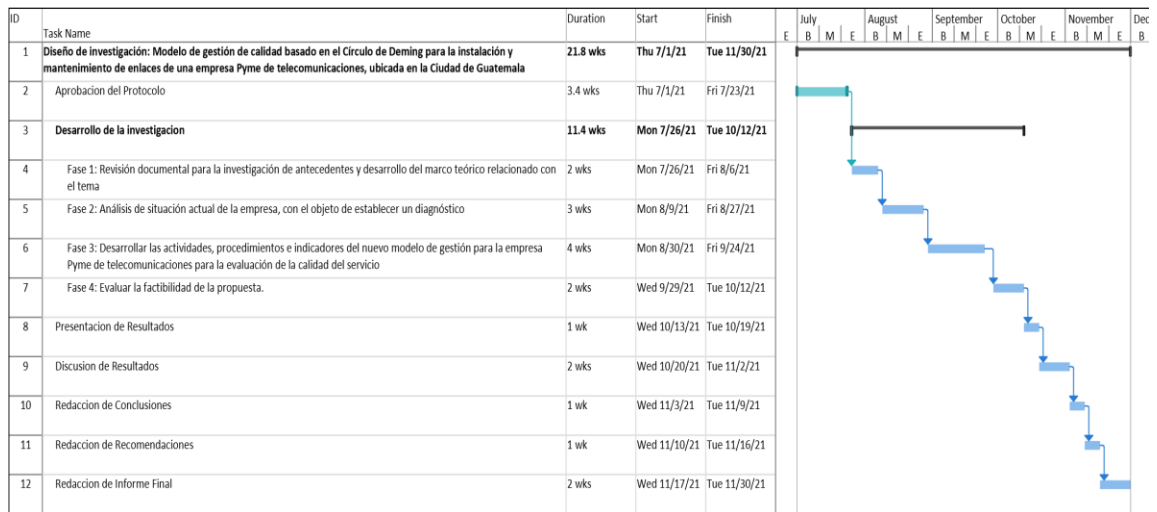 ID Task Name Duration Start Finish July August September October November Dec
E B M E B M E B M E B M E B M E B
1 Diseño de investigación: Modelo de gestión de calidad basado en el Círculo de Deming para la instalación y 21.8 wks Thu 7/1/21 Tue 11/30/21
mantenimiento de enlaces de una empresa Pyme de telecomunicaciones, ubicada en la Ciudad de Guatemala
2 Aprobacion del Protocolo 3.4 wks Thu 7/1/21 Fri 7/23/21
3 Desarrollo de la investigacion 11.4 wks Mon 7/26/21 Tue 10/12/21
4 Fase 1: Revisión documental para la investigación de antecedentes y desarrollo del marco teórico relacionado con 2 wks Mon 7/26/21 Fri 8/6/21
el tema
5 Fase 2: Análisis de situación actual de la empresa, con el objeto de establecer un diagnóstico 3 wks Mon 8/9/21 Fri 8/27/21
6 Fase 3: Desarrollar las actividades, procedimientos e indicadores del nuevo modelo de gestión para la empresa 4 wks Mon 8/30/21 Fri 9/24/21
Pyme de telecomunicaciones para la evaluación de la calidad del servicio
7 Fase 4: Evaluar la factibilidad de la propuesta. 2 wks Wed 9/29/21 Tue 10/12/21
8 Presentacion de Resultados 1 wk Wed 10/13/21 Tue 10/19/21
9 Discusion de Resultados 2 wks Wed 10/20/21 Tue 11/2/21
10 Redaccion de Conclusiones 1 wk Wed 11/3/21 Tue 11/9/21
11 Redaccion de Recomendaciones 1 wk Wed 11/10/21 Tue 11/16/21
12 Redaccion de Informe Final 2 wks Wed 11/17/21 Tue 11/30/21